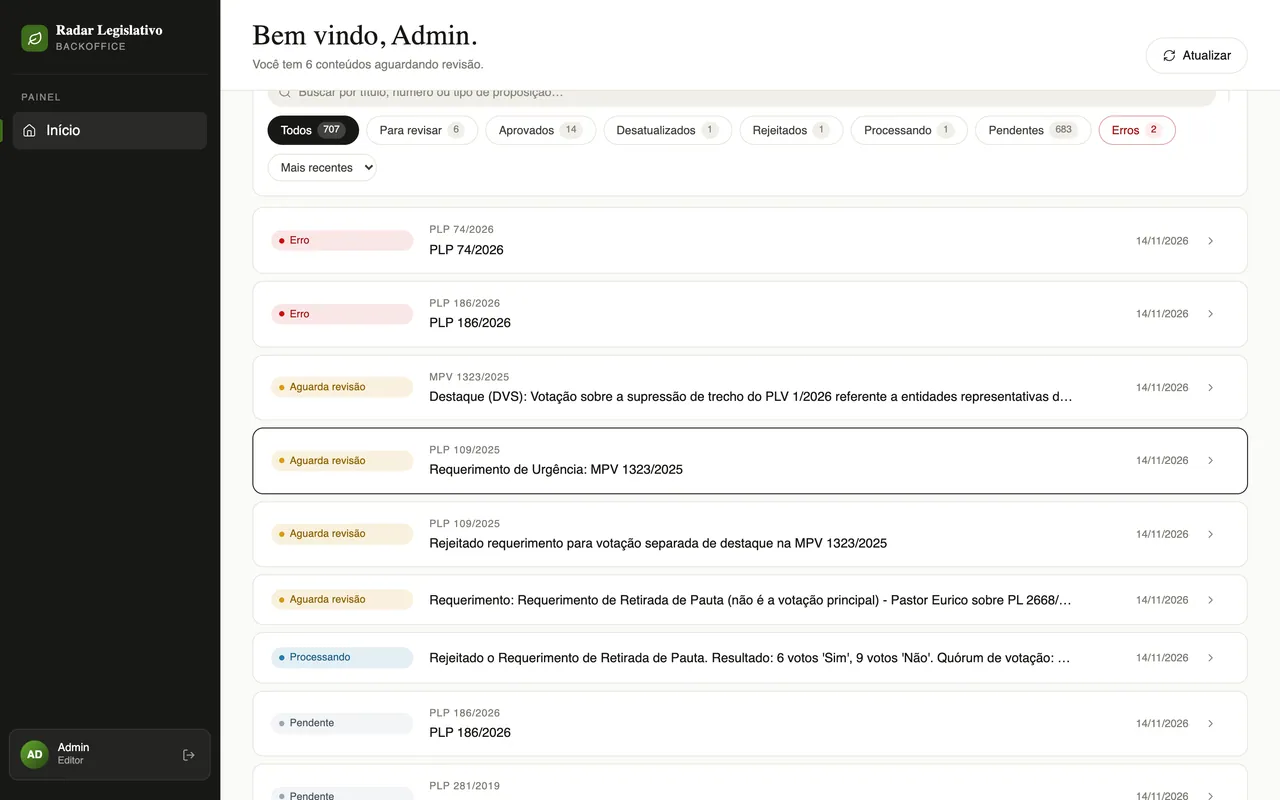 Radar Legislativo
BACKOFFICE
PAINEL
Início
Admin
Editor
AD
Bem vindo, Admin.
Você tem 6 conteúdos aguardando revisão.
Atualizar
Buscar por título, número ou tipo de proposição...
Todos 707
Para revisar 6
Aprovados 14
Desatualizados 1
Rejeitados 1
Processando 1
Pendentes 683
Erros 2
Mais recentes
Erro
PLP 74/2026
PLP 74/2026
14/11/2026
Erro
PLP 186/2026
PLP 186/2026
14/11/2026
Aguarda revisão
MPV 1323/2025
Destaque (DVS): Votação sobre a supressão de trecho do PLV 1/2026 referente a entidades representativas d...
14/11/2026
Aguarda revisão
PLP 109/2025
Requerimento de Urgência: MPV 1323/2025
14/11/2026
Aguarda revisão
PLP 109/2025
Rejeitado requerimento para votação separada de destaque na MPV 1323/2025
14/11/2026
Aguarda revisão
Requerimento: Requerimento de Retirada de Pauta (não é a votação principal) - Pastor Eurico sobre PL 2668/...
14/11/2026
Processando
Rejeitado o Requerimento de Retirada de Pauta. Resultado: 6 votos 'Sim', 9 votos 'Não'. Quórum de votação: ...
14/11/2026
Pendente
PLP 186/2026
PLP 186/2026
14/11/2026
Pendente
PLP 281/2019
14/11/2026